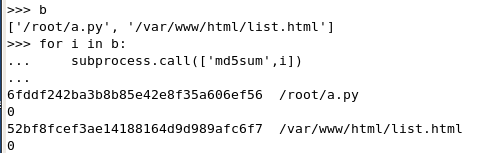 >>> b
['/root/a.py', '/var/www/html/list.html']
>>> for i in b:
...     subprocess.call(['md5sum',i])
...
6fddf242ba3b8b85e42e8f35a606ef56  /root/a.py
0
52bf8fcef3ae14188164d9d989afc6f7  /var/www/html/list.html
0